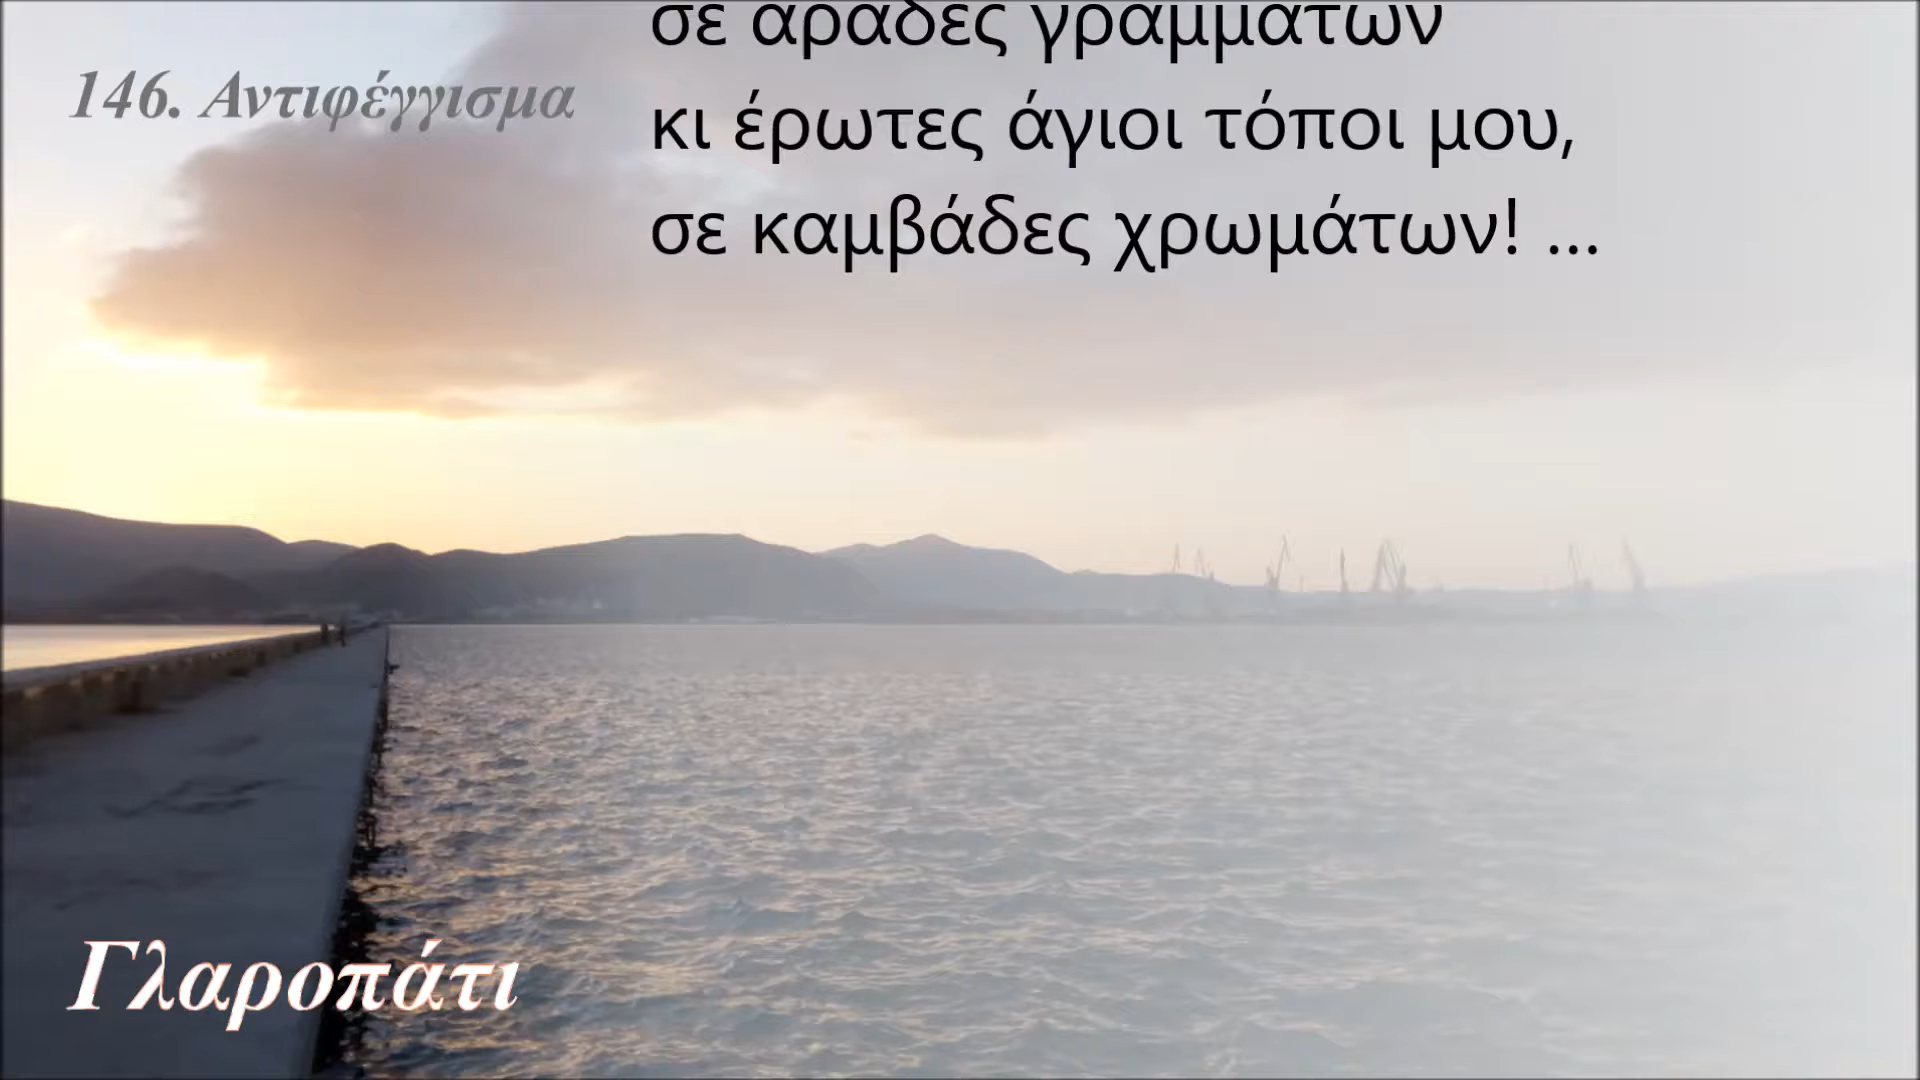 σε αράδες γραμμάτων
146. Αντιφέγγισμα
κι έρωτες άγιοι τόποι μου,
σε καμβάδες χρωμάτων! ...
Γλαροπάτι